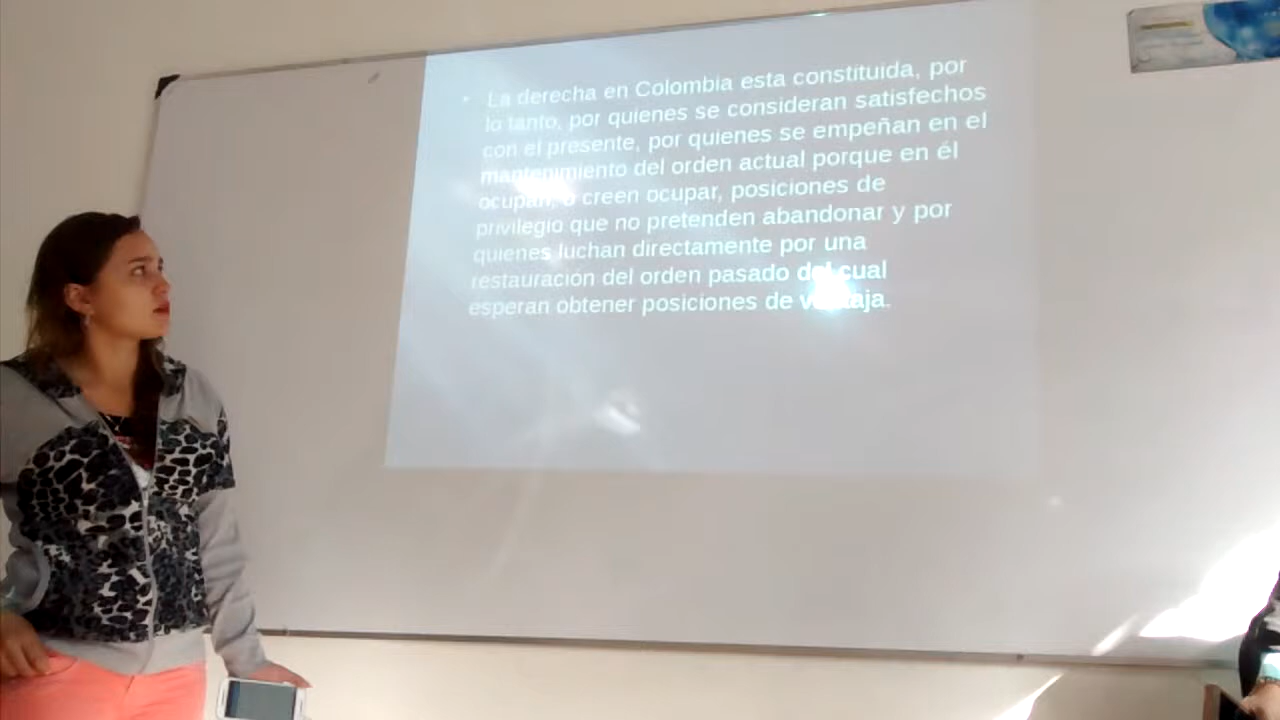 La derecha en Colombia esta constituida, por
lo tanto, por quienes se consideran satisfechos
con el presente, por quienes se empeñan en el
mantenimiento del orden actual porque en él
ocupan, o creen ocupar, posiciones de
privilegio que no pretenden abandonar y por
quienes luchan directamente por una
restauración del orden pasado del cual
esperan obtener posiciones de ventaja.